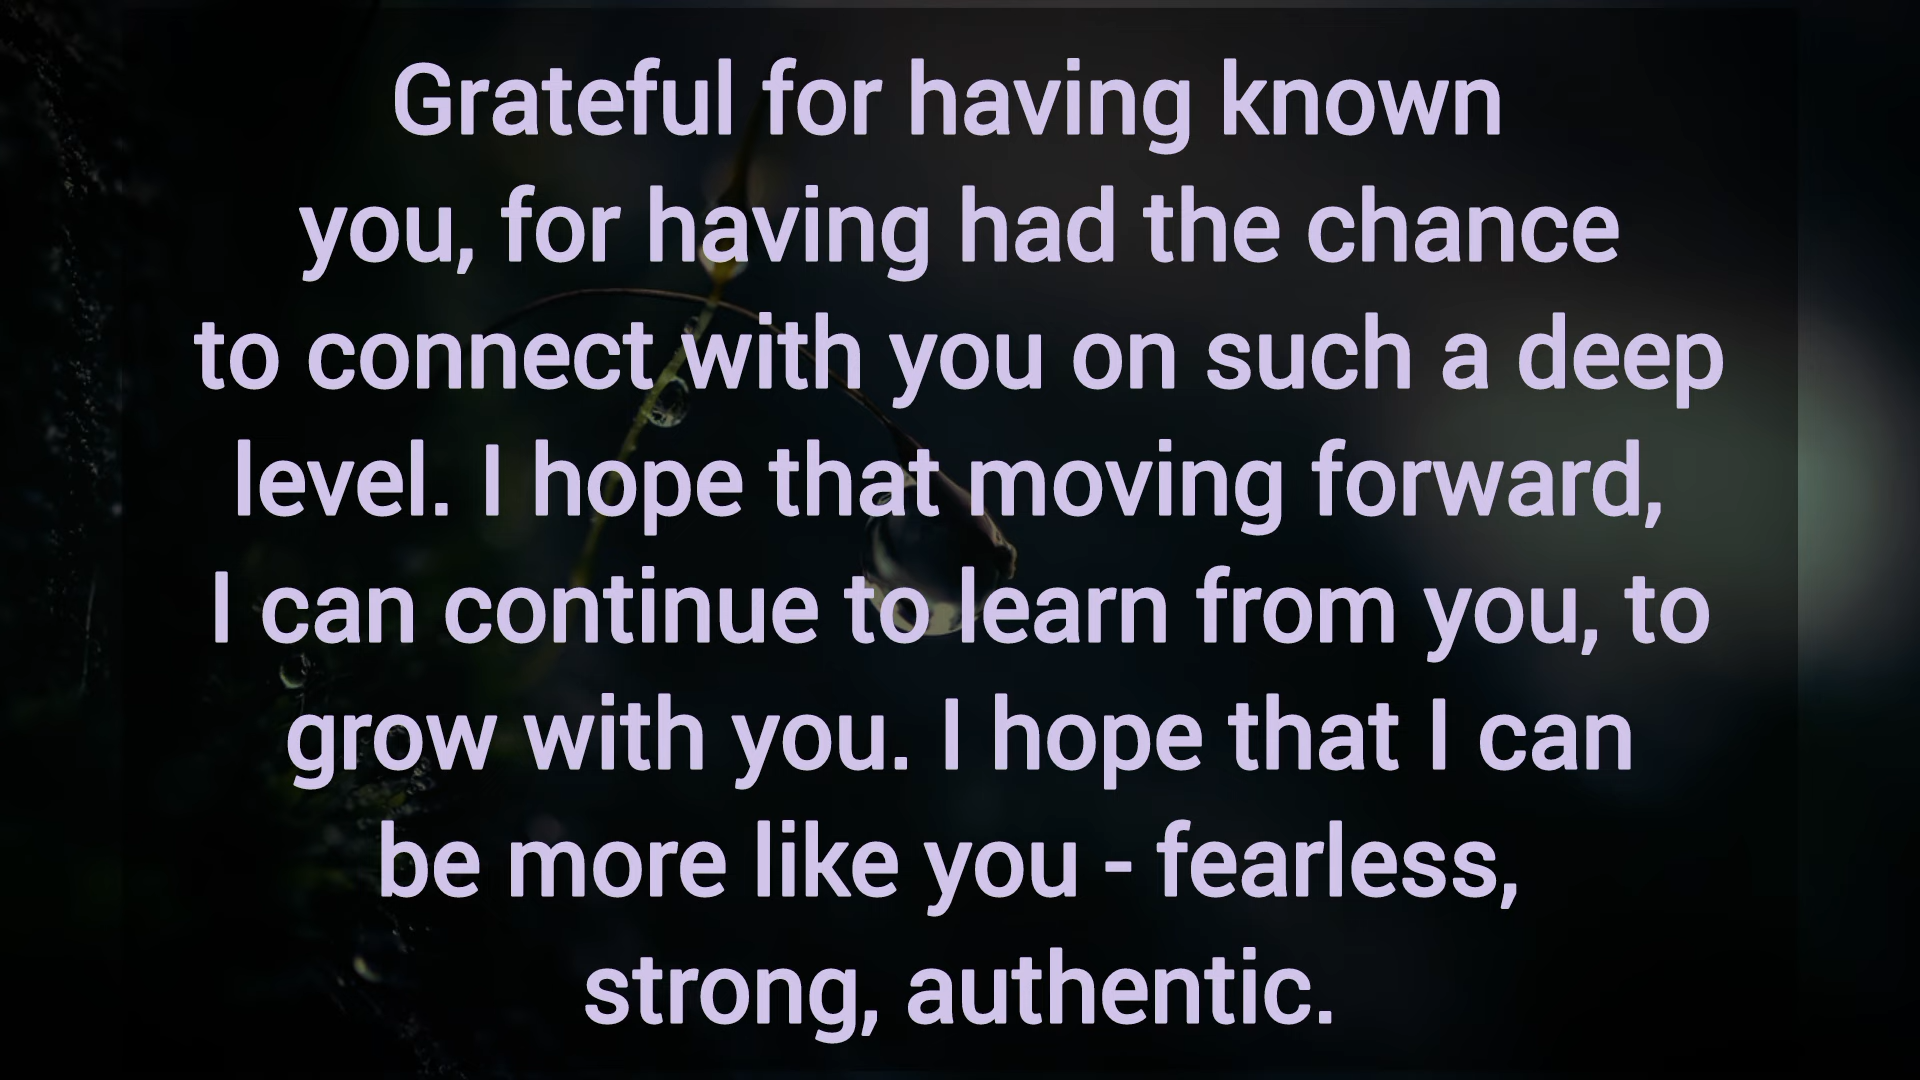 Grateful for having known
you, for having had the chance
to connect with you on such a deep
level. I hope that moving forward,
I can continue to learn from you, to
grow with you. I hope that I can
be more like you - fearless,
strong, authentic.